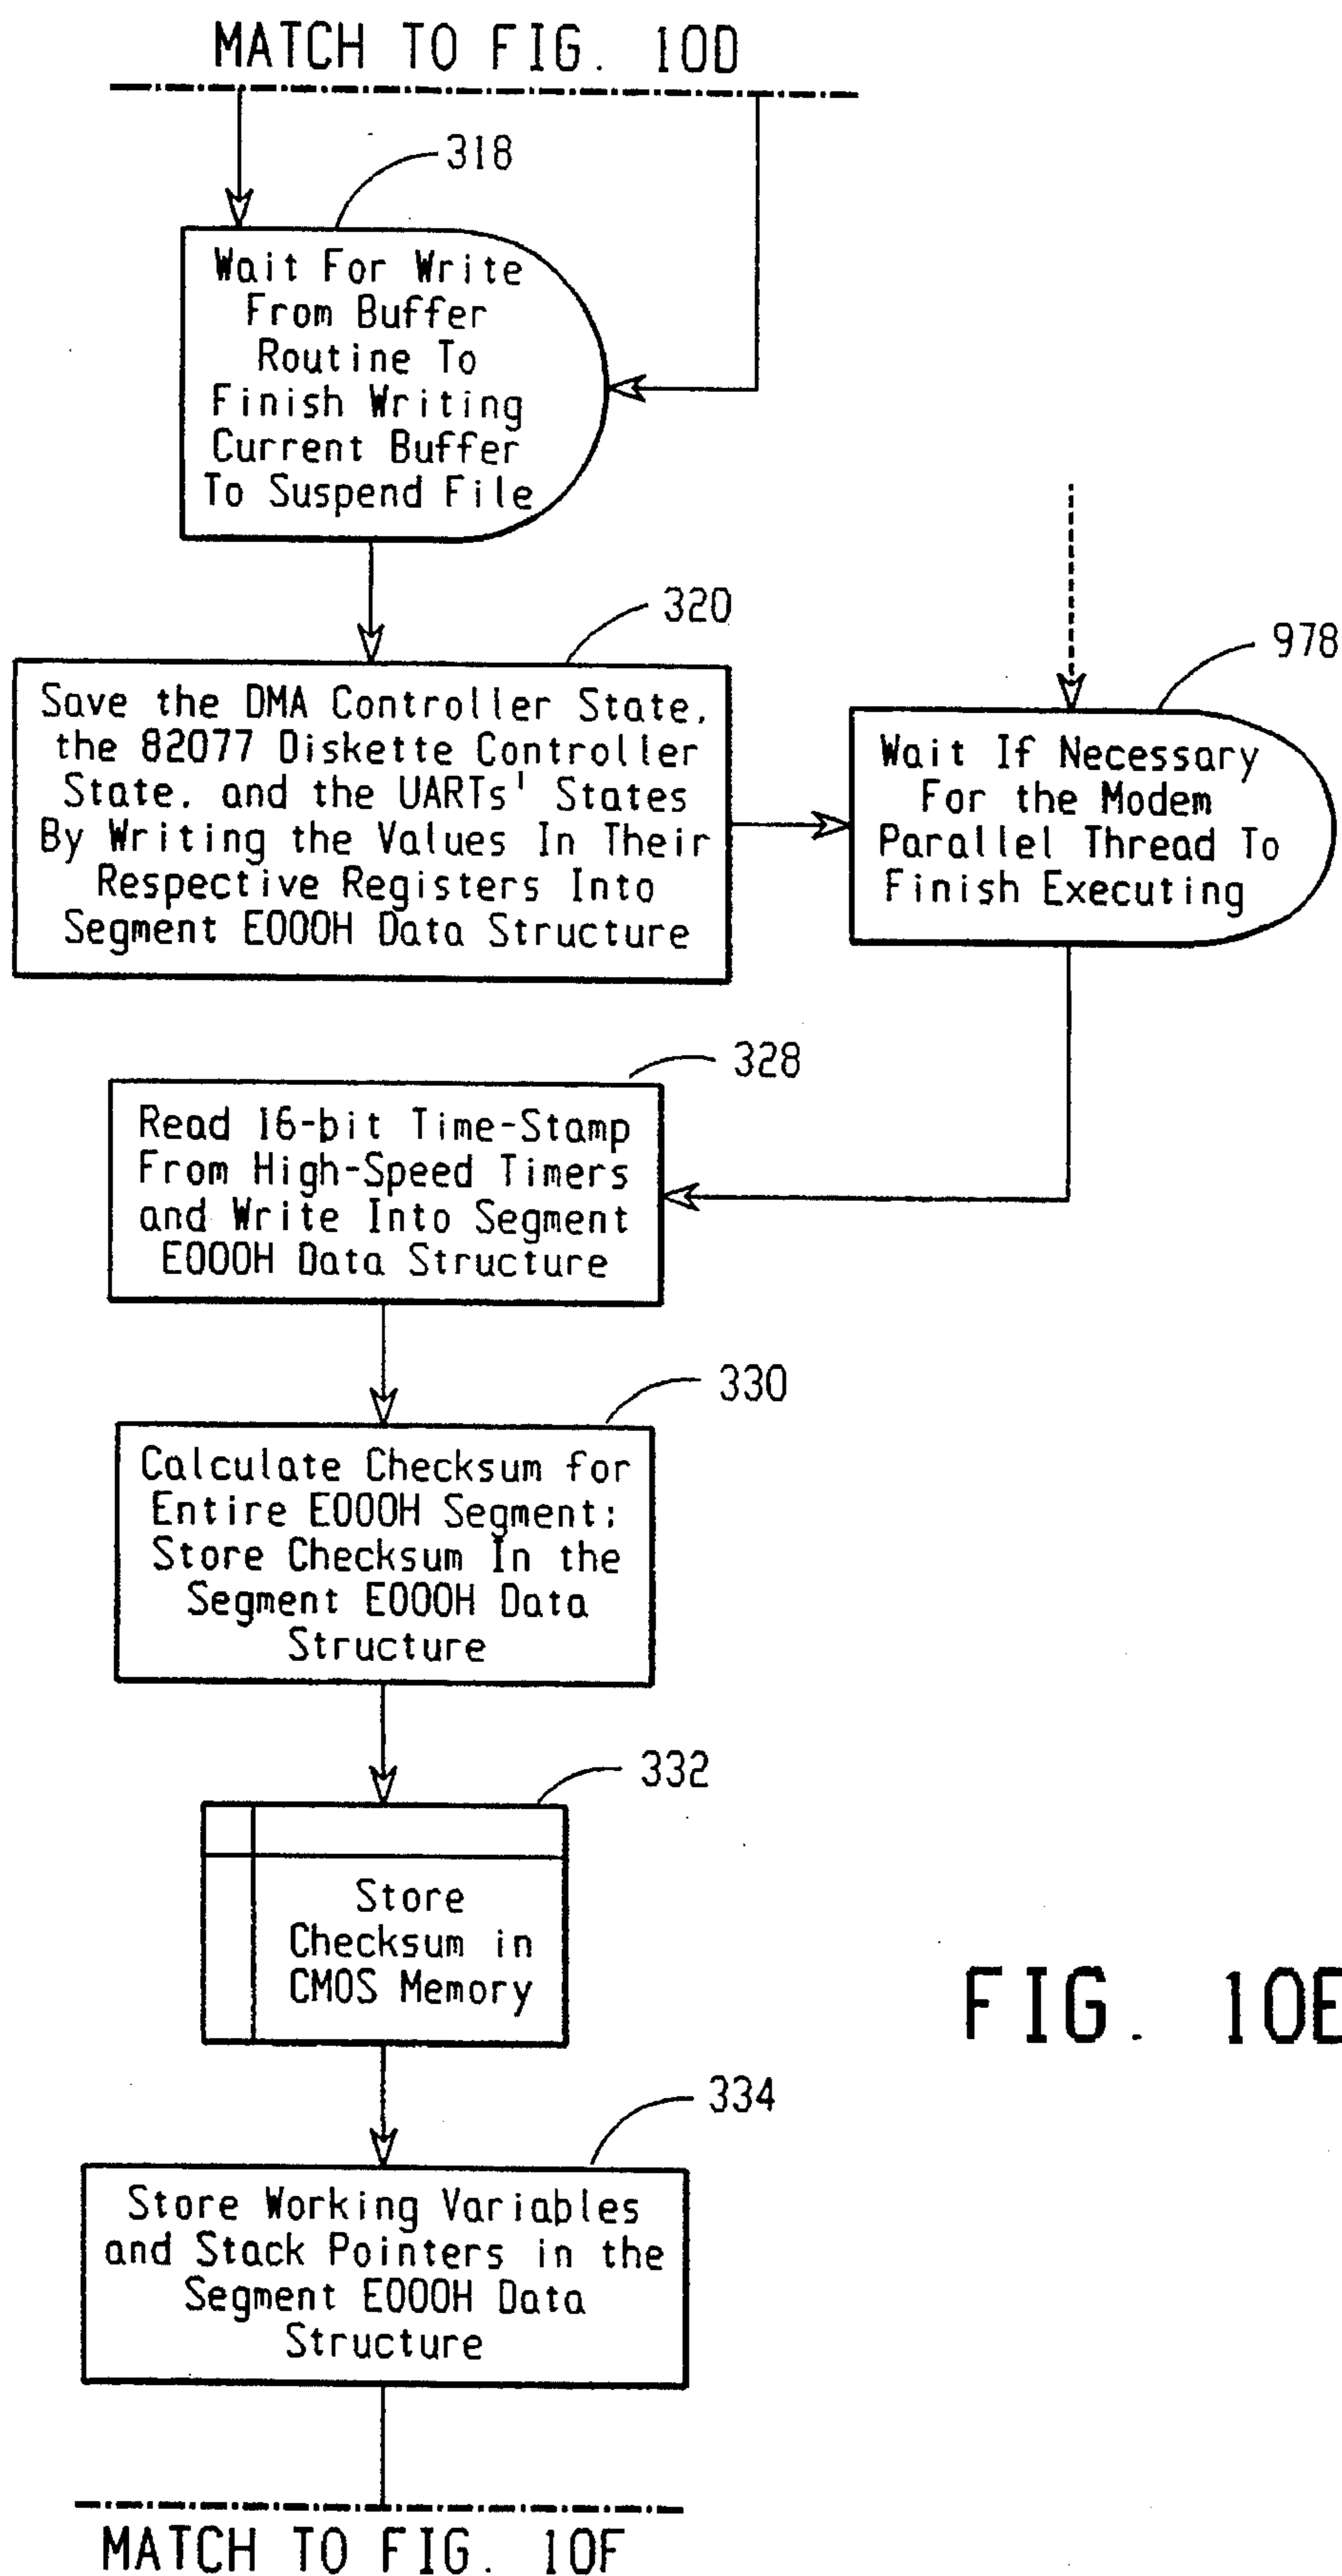 MATCH TO FIG. 10D
318
Wait For Write
From Buffer
Routine To
Finish Writing
Current Buffer
To Suspend File
320
Save the DMA Controller State,
the 82077 Diskette Controller
State, and the UARTs' States
By Writing the Values In Their
Respective Registers Into
Segment E000H Data Structure
978
Wait If Necessary
For the Modem
Parallel Thread To
Finish Executing
328
Read 16-bit Time-Stamp
From High-Speed Timers
and Write Into Segment
E000H Data Structure
330
Calculate Checksum for
Entire E000H Segment;
Store Checksum In the
Segment E000H Data
Structure
332
Store
Checksum in
CMOS Memory
FIG. 10E
334
Store Working Variables
and Stack Pointers in the
Segment E000H Data
Structure
MATCH TO FIG. 10F